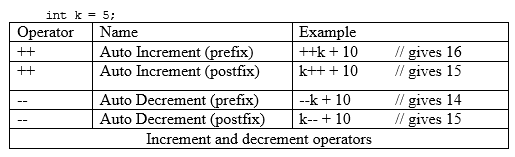 int k = 5;
Operator Name Example
++ Auto Increment (prefix) ++k + 10 // gives 16
++ Auto Increment (postfix) k++ + 10 // gives 15
-- Auto Decrement (prefix) --k + 10 // gives 14
-- Auto Decrement (postfix) k-- + 10 // gives 15
Increment and decrement operators